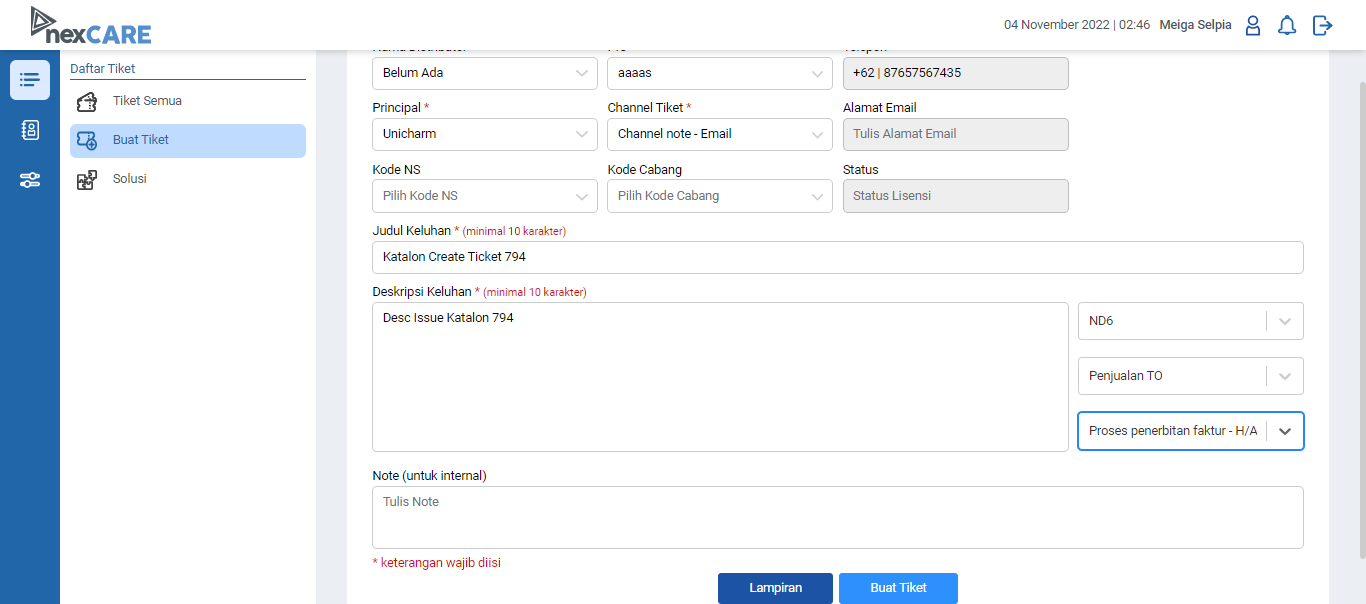 nexCARE
04 November 2022 | 02:46 Meiga Selpia
Daftar Tiket
Tiket Semua
Buat Tiket
Solusi
Belum Ada
aaaas
+62 | 87657567435
Principal *
Channel Tiket *
Alamat Email
Unicharm
Channel note - Email
Tulis Alamat Email
Kode NS
Kode Cabang
Status
Pilih Kode NS
Pilih Kode Cabang
Status Lisensi
Judul Keluhan * (minimal 10 karakter)
Katalon Create Ticket 794
Deskripsi Keluhan * (minimal 10 karakter)
Desc Issue Katalon 794
ND6
Penjualan TO
Proses penerbitan faktur - H/A
Note (untuk internal)
Tulis Note
* keterangan wajib diisi
Lampiran
Buat Tiket